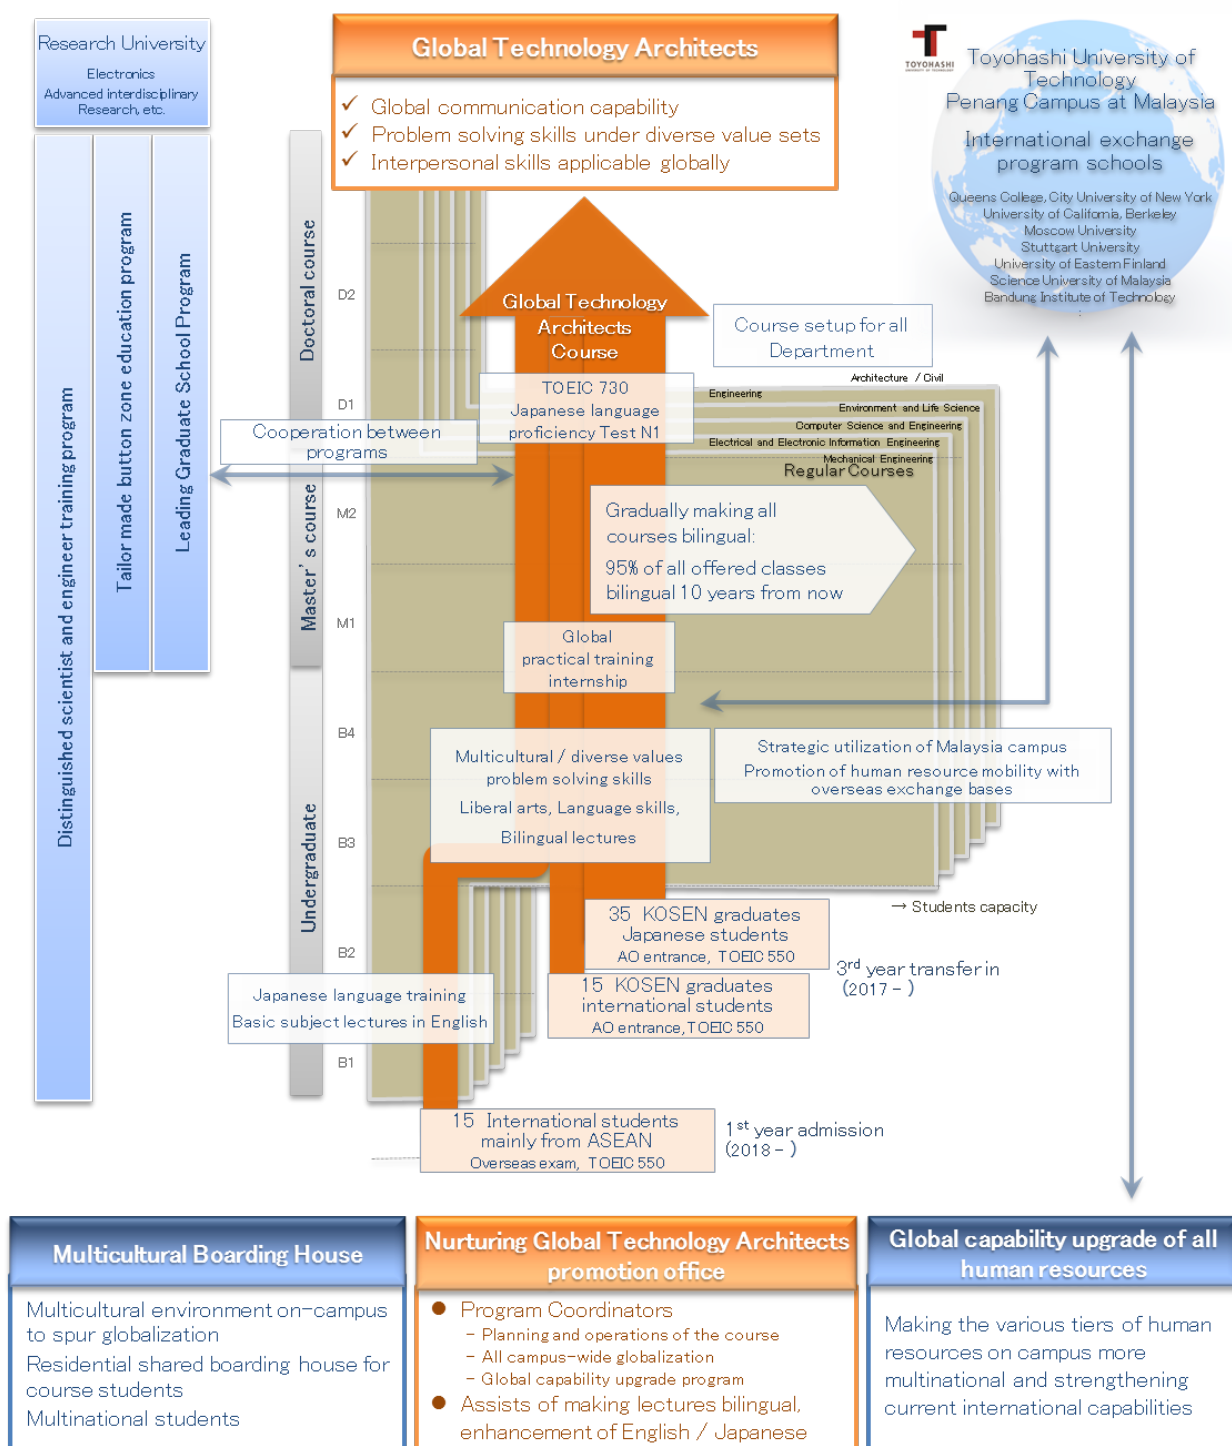 Research University
Electronics
Advanced interdisciplinary
Research, etc.
Global Technology Architects
✓ Global communication capability
✓ Problem solving skills under diverse value sets
✓ Interpersonal skills applicable globally
TOYOHASHI
UNIVERSITY OF TECHNOLOGY
Toyohashi University of
Technology
Penang Campus at Malaysia
International exchange
program schools
Queens College, City University of New York
University of California, Berkeley
Moscow University
Stuttgart University
University of Eastern Finland
Science University of Malaysia
Bandung Institute of Technology
:
Distinguished scientist and engineer training program
Tailor made button zone education program
Leading Graduate School Program
Doctoral course
Master's course
Undergraduate
D2
D1
M2
M1
B4
B3
B2
B1
Global Technology
Architects
Course
Course setup for all
Department
TOEIC 730
Japanese language
proficiency Test N1
Architecture / Civil
Engineering
Environment and Life Science
Computer Science and Engineering
Electrical and Electronic Information Engineering
Mechanical Engineering
Regular Courses
Cooperation between
programs
Gradually making all
courses bilingual:
95% of all offered classes
bilingual 10 years from now
Global
practical training
internship
Multicultural / diverse values
problem solving skills
Liberal arts, Language skills,
Bilingual lectures
Strategic utilization of Malaysia campus
Promotion of human resource mobility with
overseas exchange bases
→ Students capacity
35 KOSEN graduates
Japanese students
AO entrance, TOEIC 550
15 KOSEN graduates
international students
AO entrance, TOEIC 550
3rd year transfer in
(2017 - )
Japanese language training
Basic subject lectures in English
15 International students
mainly from ASEAN
Overseas exam, TOEIC 550
1st year admission
(2018 - )
Multicultural Boarding House
Multicultural environment on-campus
to spur globalization
Residential shared boarding house for
course students
Multinational students
Nurturing Global Technology Architects
promotion office
● Program Coordinators
- Planning and operations of the course
- All campus-wide globalization
- Global capability upgrade program
● Assists of making lectures bilingual,
enhancement of English / Japanese
Global capability upgrade of all
human resources
Making the various tiers of human
resources on campus more
multinational and strengthening
current international capabilities